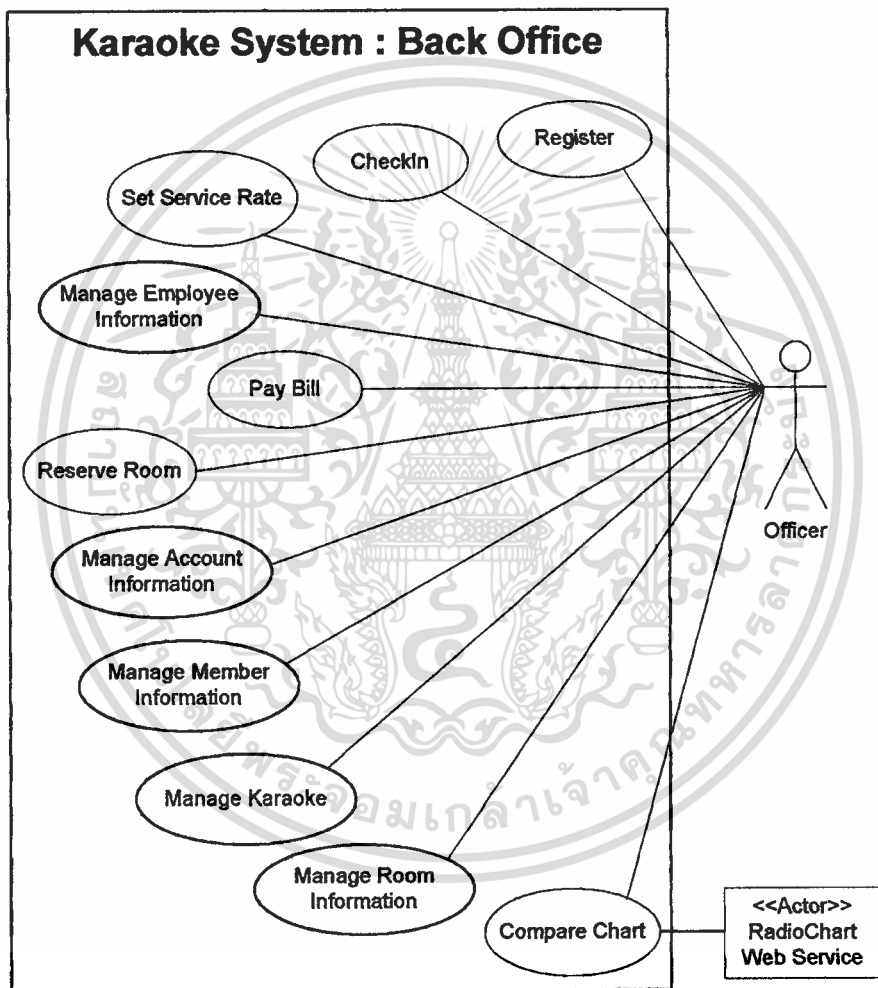 Karaoke System : Back Office
Register
CheckIn
Set Service Rate
Manage Employee
Information
Pay Bill
Reserve Room
Officer
Manage Account
Information
Manage Member
Information
Manage Karaoke
Manage Room
Information
Compare Chart
<<Actor>>
RadioChart
Web Service